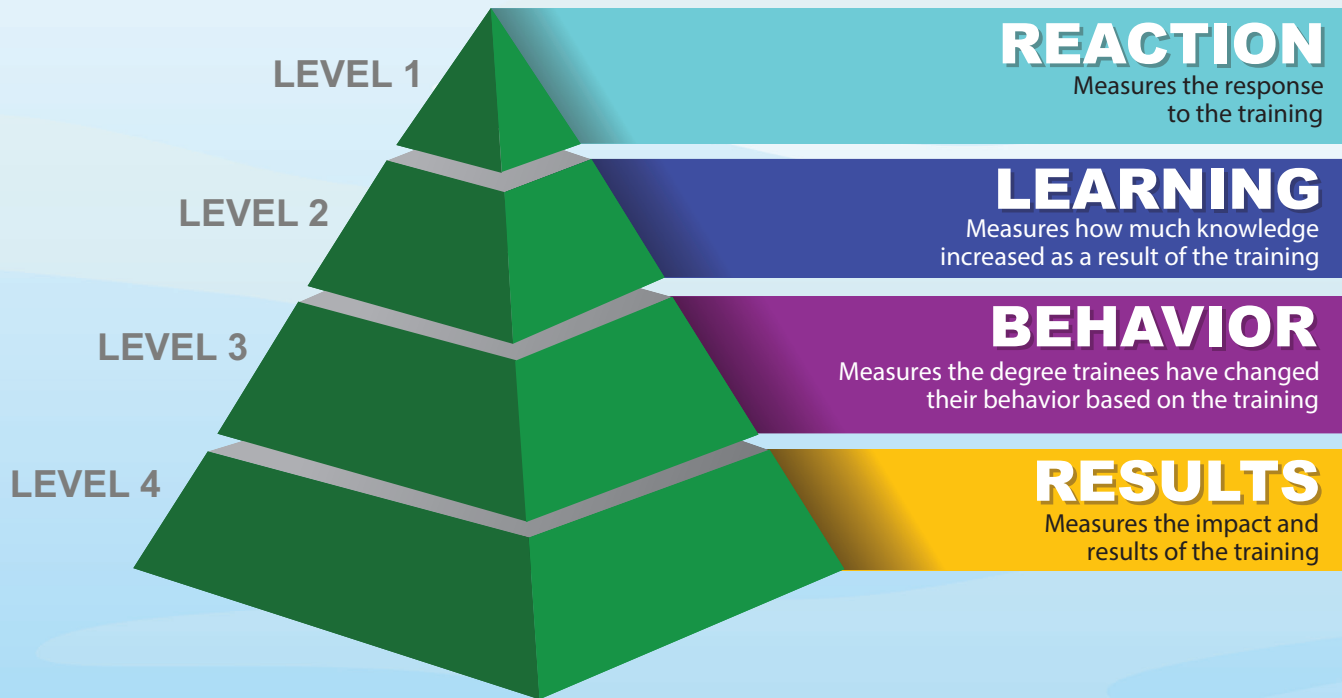 LEVEL 1
REACTION
Measures the response
to the training
LEVEL 2
LEARNING
Measures how much knowledge
increased as a result of the training
LEVEL 3
BEHAVIOR
Measures the degree trainees have changed
their behavior based on the training
LEVEL 4
RESULTS
Measures the impact and
results of the training